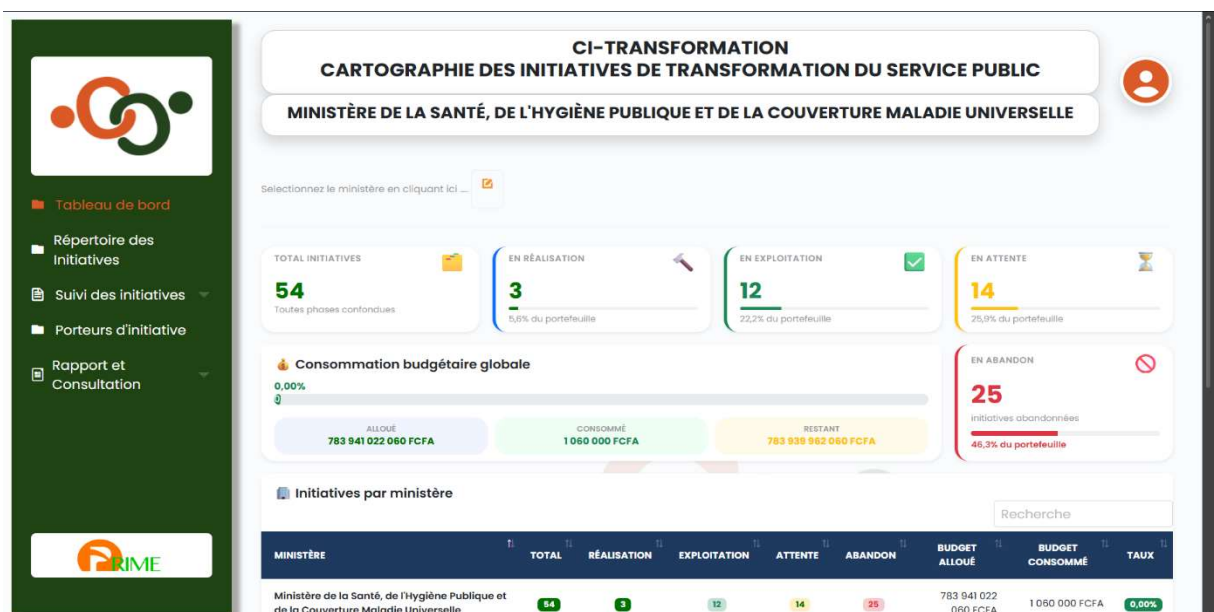 CI-TRANSFORMATION
CARTOGRAPHIE DES INITIATIVES DE TRANSFORMATION DU SERVICE PUBLIC
MINISTÈRE DE LA SANTÉ, DE L'HYGIÈNE PUBLIQUE ET DE LA COUVERTURE MALADIE UNIVERSELLE
Tableau de bord
Répertoire des
Initiatives
Suivi des initiatives
Porteurs d'initiative
Rapport et
Consultation
PRIME
Selectionnez le ministère en cliquant ici ...
TOTAL INITIATIVES
54
Toutes phases confondues
EN RÉALISATION
3
5,6% du portefeuille
EN EXPLOITATION
12
22,2% du portefeuille
EN ATTENTE
14
25,9% du portefeuille
Consommation budgétaire globale
0,00%
ALLOUÉ
783 941 022 060 FCFA
CONSOMMÉ
1 060 000 FCFA
RESTANT
783 939 962 060 FCFA
EN ABANDON
25
initiatives abandonnées
46,3% du portefeuille
Initiatives par ministère
Recherche
MINISTÈRE TOTAL RÉALISATION EXPLOITATION ATTENTE ABANDON BUDGET ALLOUÉ BUDGET CONSOMMÉ TAUX
Ministère de la Santé, de l'Hygiène Publique et
de la Couverture Maladie Universelle
54 3 12 14 25 783 941 022
060 FCFA
1 060 000 FCFA 0,00%